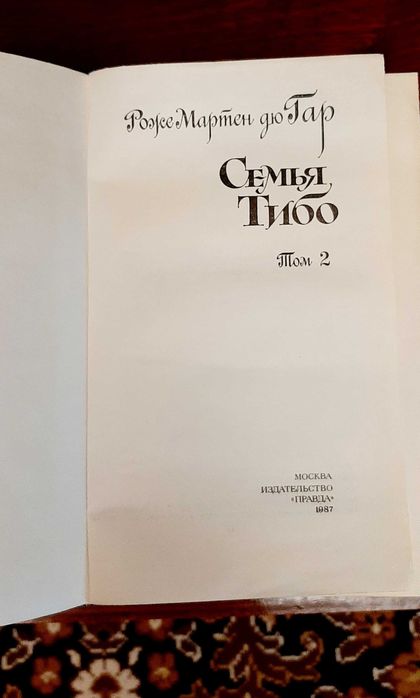 Роже Мартен дю Гар
Семья
Тибо
Том 2
МОСКВА
ИЗДАТЕЛЬСТВО
«ПРАВДА»
1987